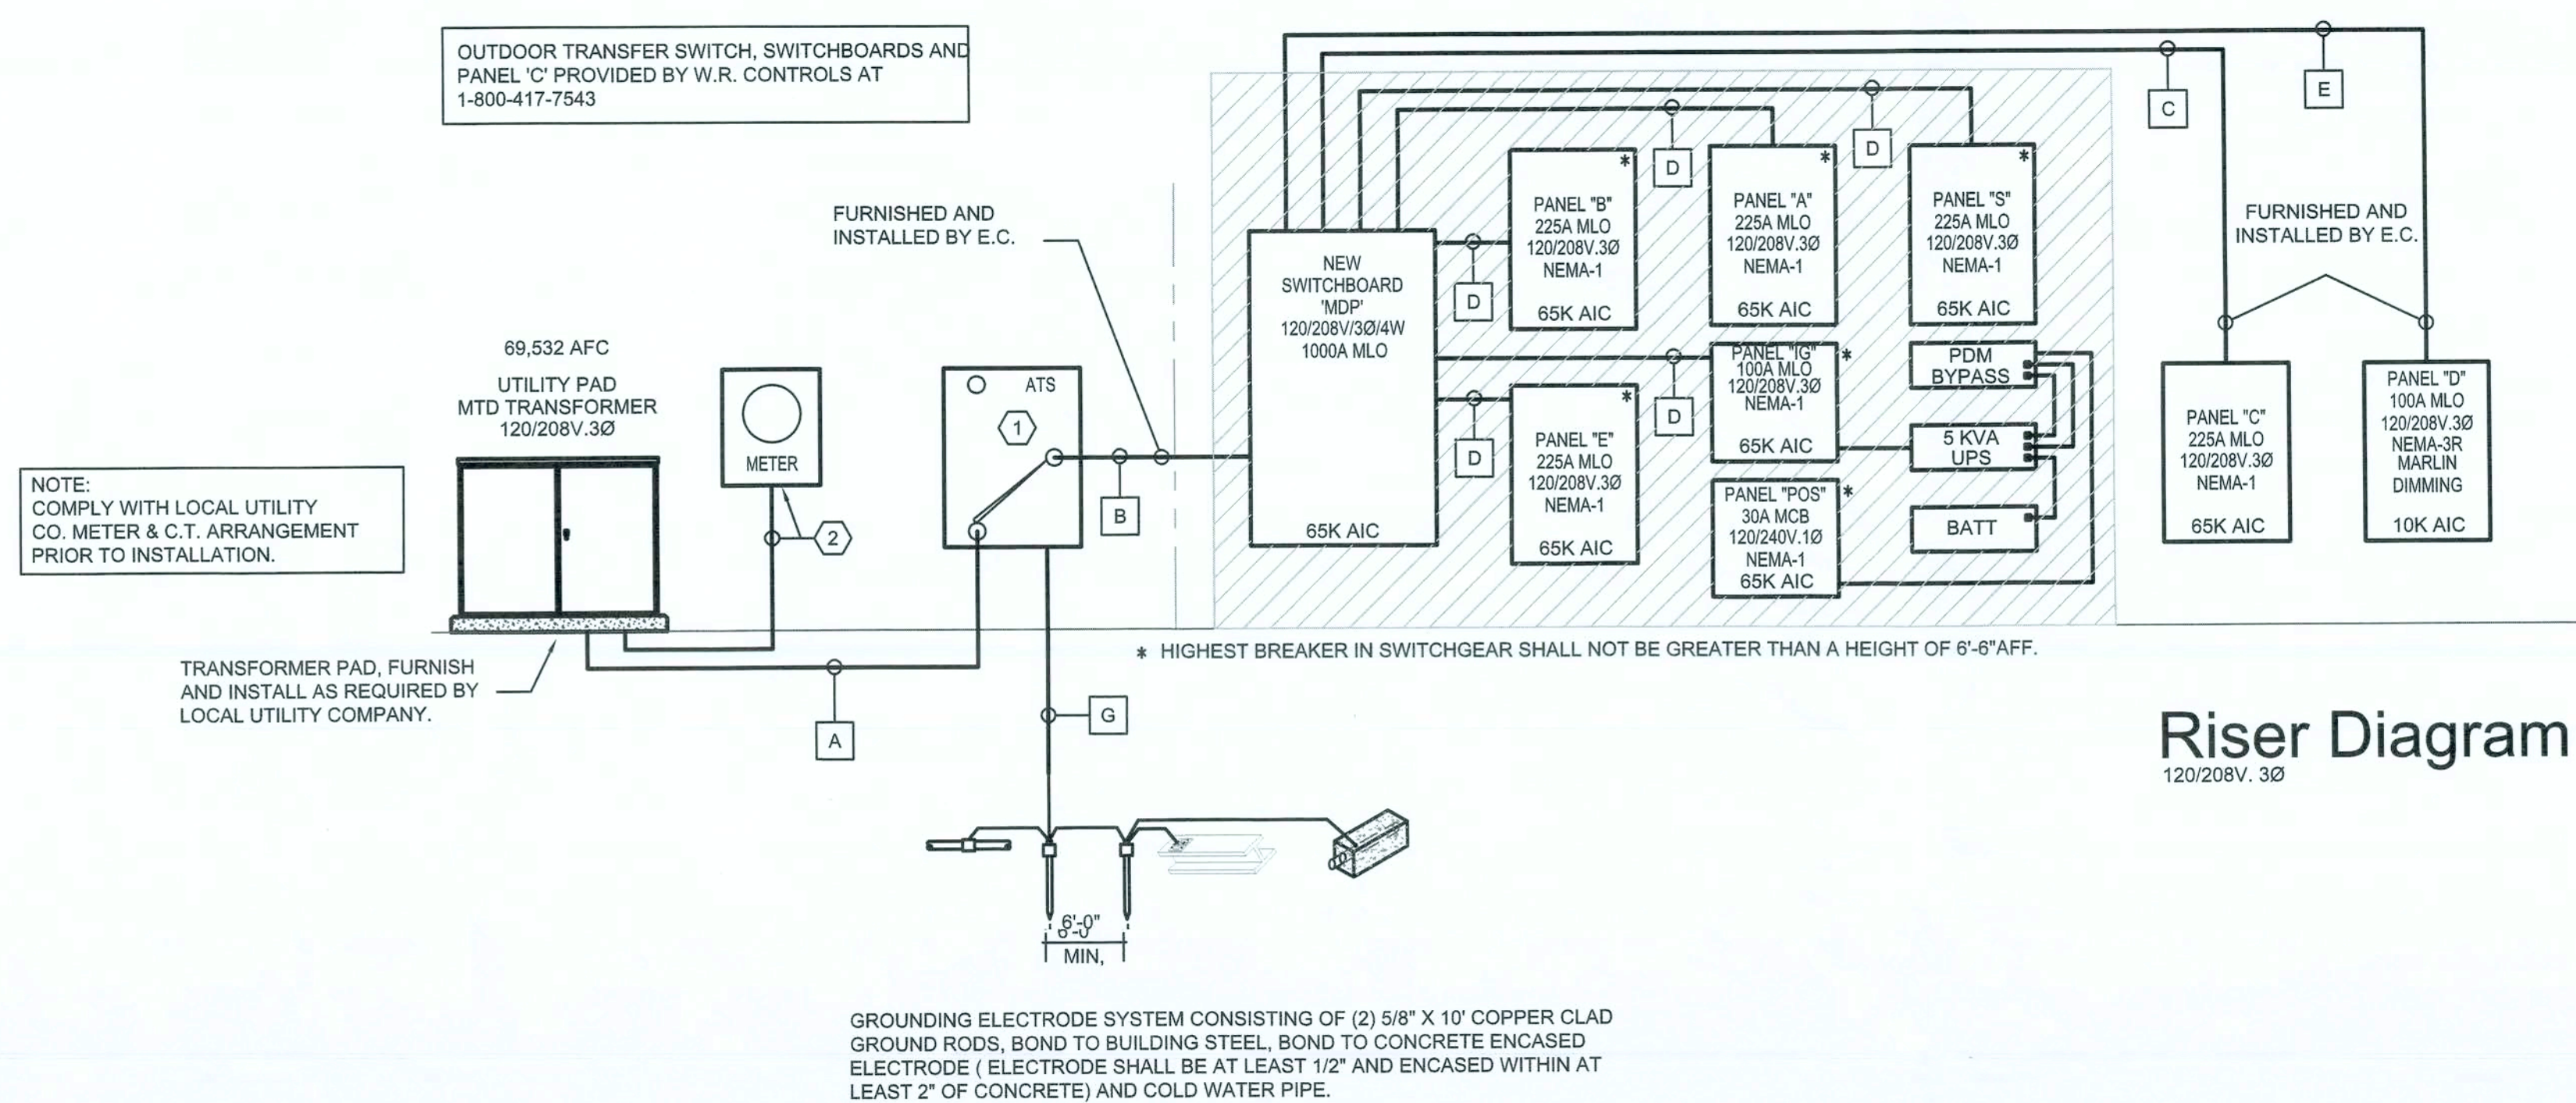 OUTDOOR TRANSFER SWITCH, SWITCHBOARDS AND
PANEL 'C' PROVIDED BY W.R. CONTROLS AT
1-800-417-7543
E
C
D
D
FURNISHED AND
INSTALLED BY E.C.
NEW
SWITCHBOARD
'MDP'
120/208V/3Ø/4W
1000A MLO
65K AIC
D
PANEL "B"
225A MLO
120/208V.3Ø
NEMA-1
65K AIC
*
PANEL "A"
225A MLO
120/208V.3Ø
NEMA-1
65K AIC
*
PANEL "S"
225A MLO
120/208V.3Ø
NEMA-1
65K AIC
*
FURNISHED AND
INSTALLED BY E.C.
69,532 AFC
UTILITY PAD
MTD TRANSFORMER
120/208V.3Ø
METER
2
ATS
1
B
D
D
PANEL "E"
225A MLO
120/208V.3Ø
NEMA-1
65K AIC
*
PANEL "IG"
100A MLO
120/208V.3Ø
NEMA-1
65K AIC
*
PANEL "POS"
30A MCB
120/240V.1Ø
NEMA-1
65K AIC
*
PDM
BYPASS
5 KVA
UPS
BATT
PANEL "C"
225A MLO
120/208V.3Ø
NEMA-1
65K AIC
PANEL "D"
100A MLO
120/208V.3Ø
NEMA-3R
MARLIN
DIMMING
10K AIC
NOTE:
COMPLY WITH LOCAL UTILITY
CO. METER & C.T. ARRANGEMENT
PRIOR TO INSTALLATION.
TRANSFORMER PAD, FURNISH
AND INSTALL AS REQUIRED BY
LOCAL UTILITY COMPANY.
A
G
* HIGHEST BREAKER IN SWITCHGEAR SHALL NOT BE GREATER THAN A HEIGHT OF 6'-6"AFF.
Riser Diagram
120/208V. 3Ø
6'-0"
6'-0"
MIN,
GROUNDING ELECTRODE SYSTEM CONSISTING OF (2) 5/8" X 10' COPPER CLAD
GROUND RODS, BOND TO BUILDING STEEL, BOND TO CONCRETE ENCASED
ELECTRODE ( ELECTRODE SHALL BE AT LEAST 1/2" AND ENCASED WITHIN AT
LEAST 2" OF CONCRETE) AND COLD WATER PIPE.